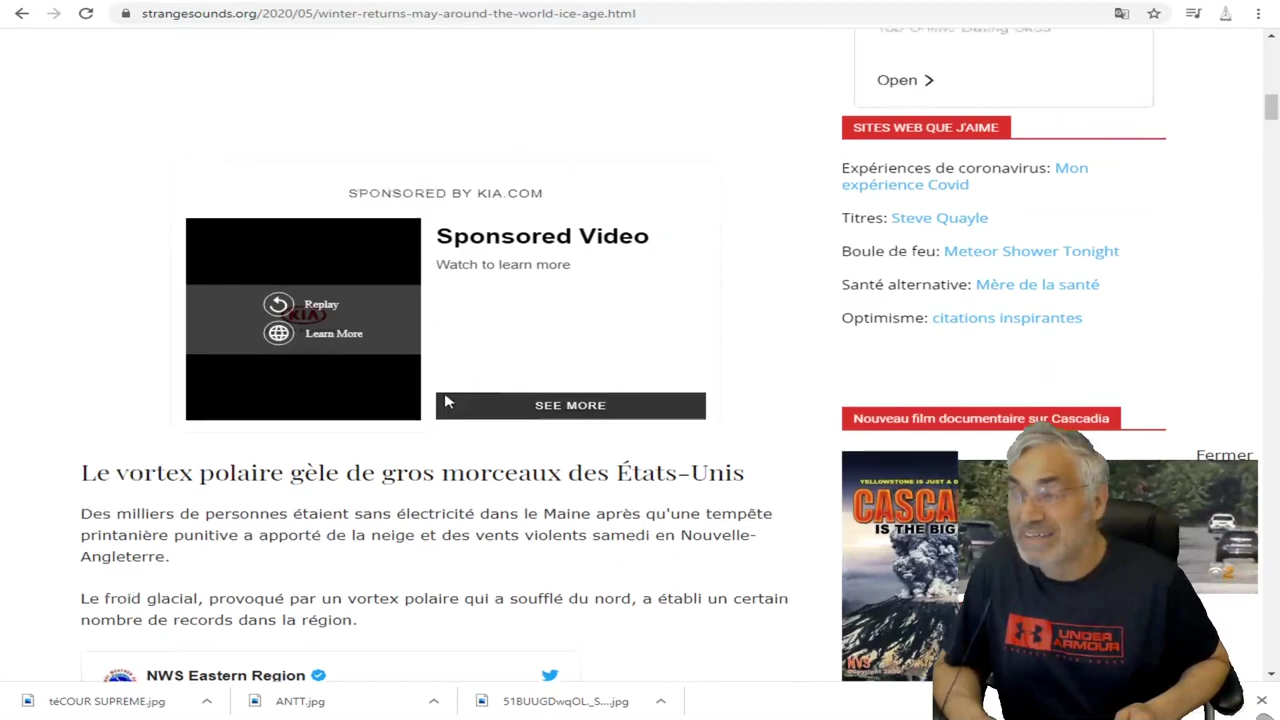 strangesounds.org/2020/05/winter-returns-may-around-the-world-ice-age.html
Open
SITES WEB QUE J'AIME
Expériences de coronavirus: Mon
expérience Covid
Titres: Steve Quayle
Boule de feu: Meteor Shower Tonight
Santé alternative: Mère de la santé
Optimisme: citations inspirantes
SPONSORED BY KIA.COM
Sponsored Video
Watch to learn more
Replay
KIA
Learn More
SEE MORE
Nouveau film documentaire sur Cascadia
Fermer
YELLOWSTONE IS JUST A
CASCA
IS THE BIG
Le vortex polaire gèle de gros morceaux des États-Unis
Des milliers de personnes étaient sans électricité dans le Maine après qu'une tempête
printanière punitive a apporté de la neige et des vents violents samedi en Nouvelle-
Angleterre.
Le froid glacial, provoqué par un vortex polaire qui a soufflé du nord, a établi un certain
nombre de records dans la région.
NWS Eastern Region
UNDER
ARMOUR
téCOUR SUPREME.jpg
ANTT.jpg
51BUUGDwqOL_S....jpg